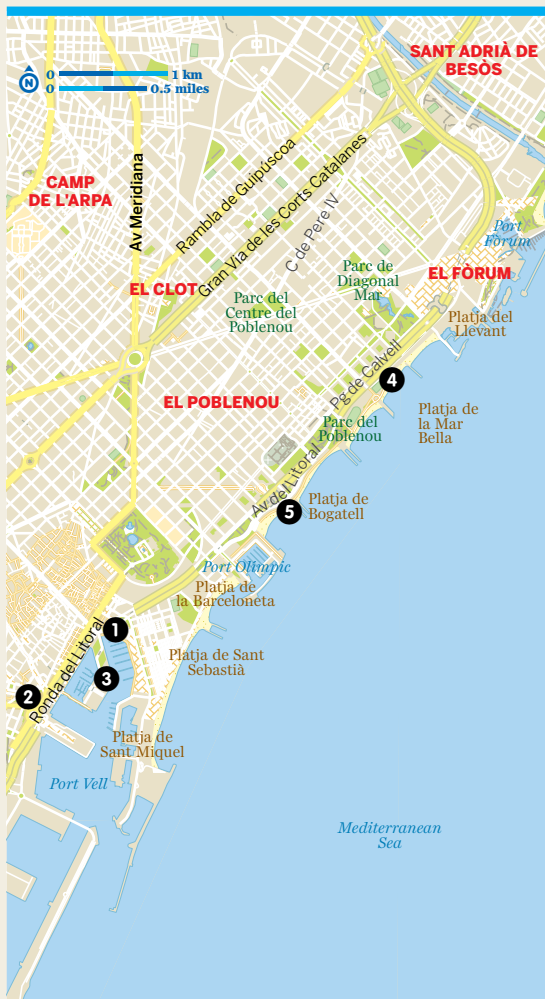 SANT ADRIÀ DE
BESÒS
0 1 km
N
0 0.5 miles
CAMP
DE L'ARPA
Av Meridiana
Rambla de Guipúscoa
Gran Via de les Corts Catalanes
C de Pere IV
Port
Fòrum
EL FÒRUM
EL CLOT
Parc de
Diagonal
Mar
Parc del
Centre del
Poblenou
Platja del
Llevant
Pg de Calvell
4
EL POBLENOU
Platja de
la Mar
Bella
Parc del
Poblenou
Av del Litoral
5
Platja de
Bogatell
Port Olímpic
Platja de
la Barceloneta
1
Ronda del Litoral
Platja de Sant
Sebastià
3
2
Platja de
Sant Miquel
Port Vell
Mediterranean
Sea